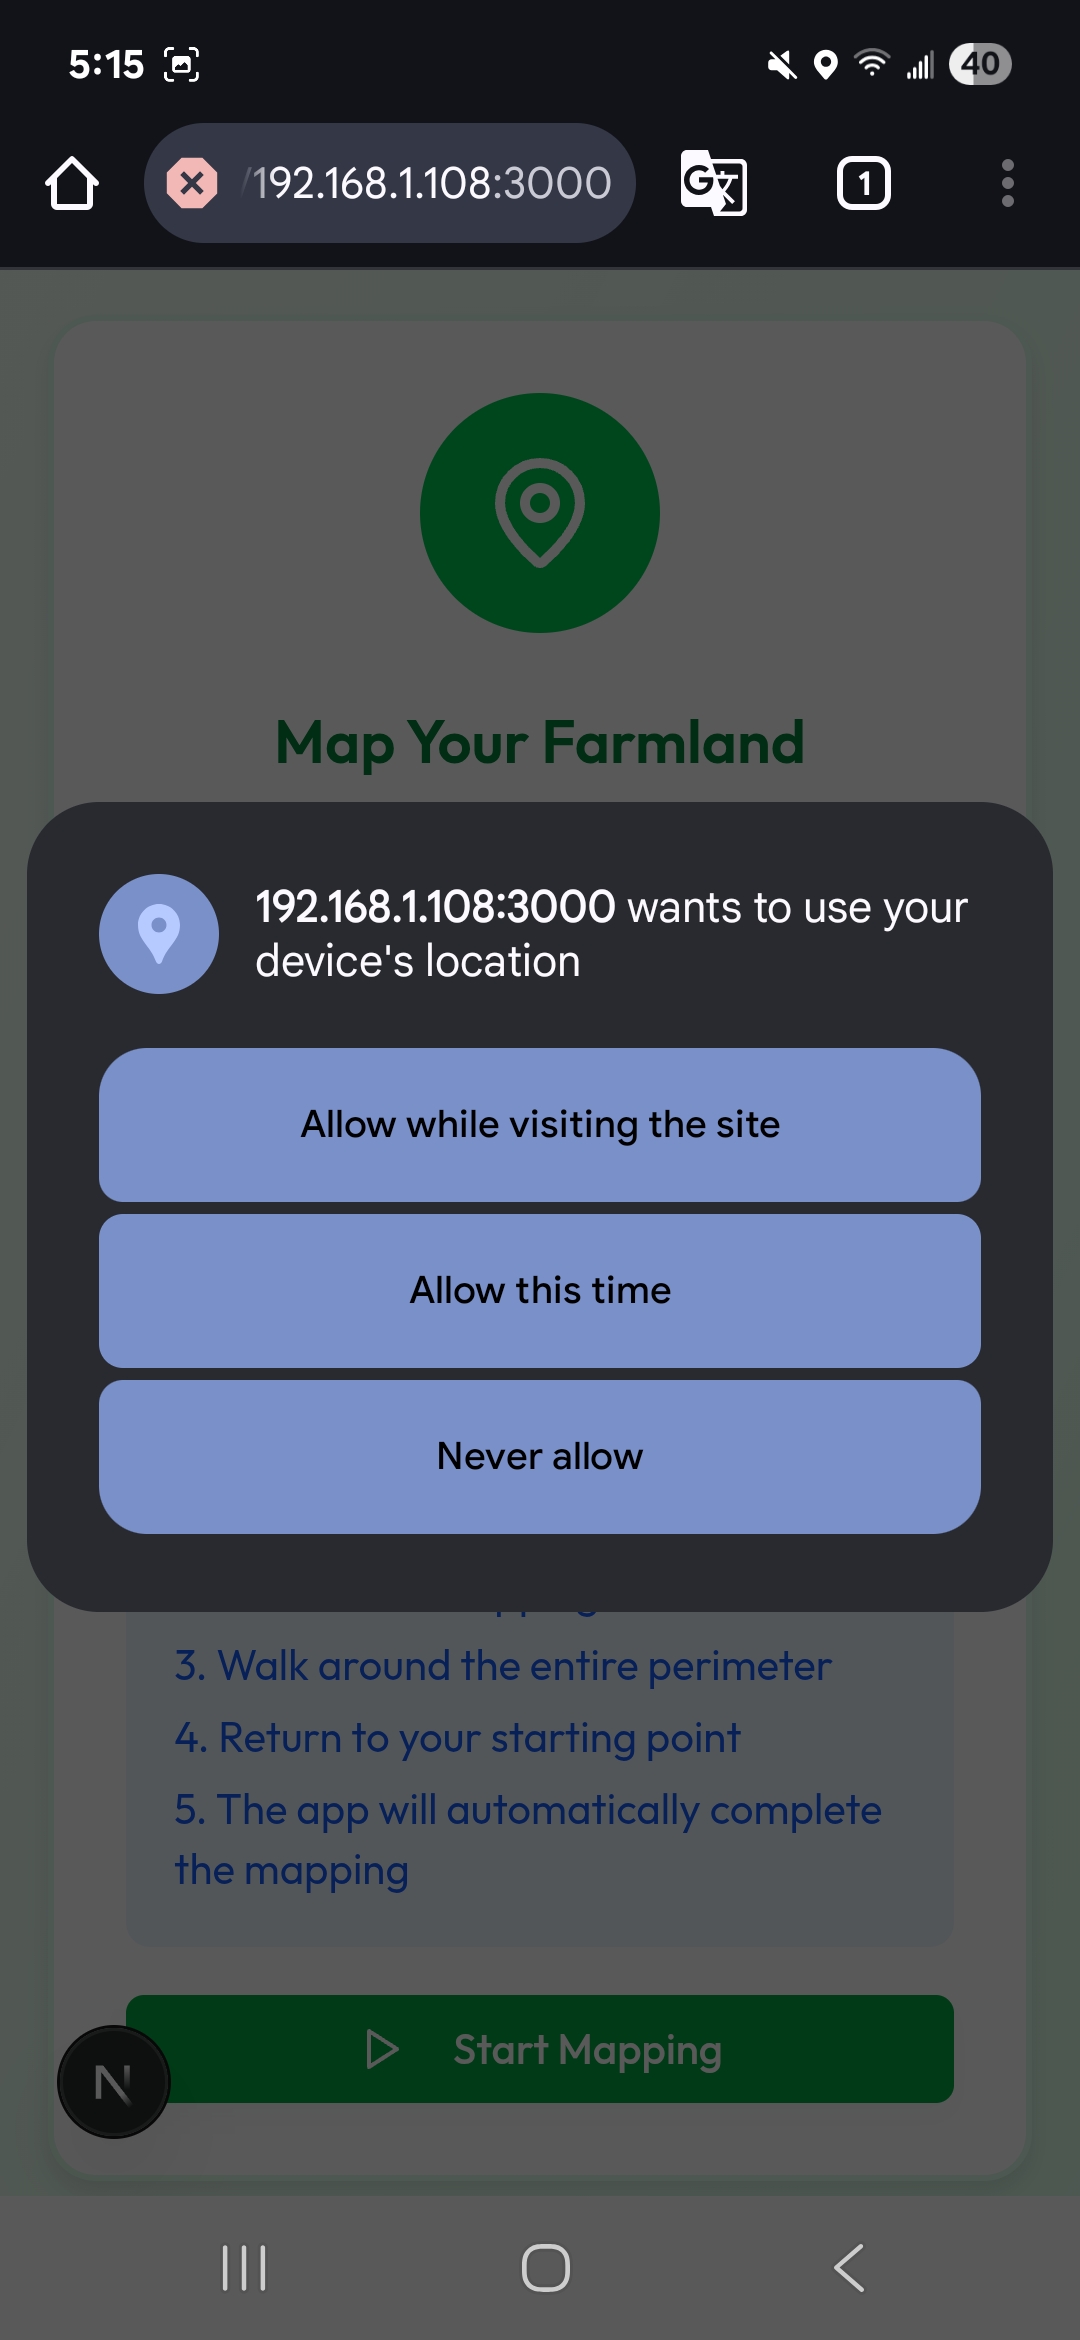 5:15
40
/192.168.1.108:3000
1
Map Your Farmland
192.168.1.108:3000 wants to use your
device's location
Allow while visiting the site
Allow this time
Never allow
3. Walk around the entire perimeter
4. Return to your starting point
5. The app will automatically complete
the mapping
Start Mapping
N